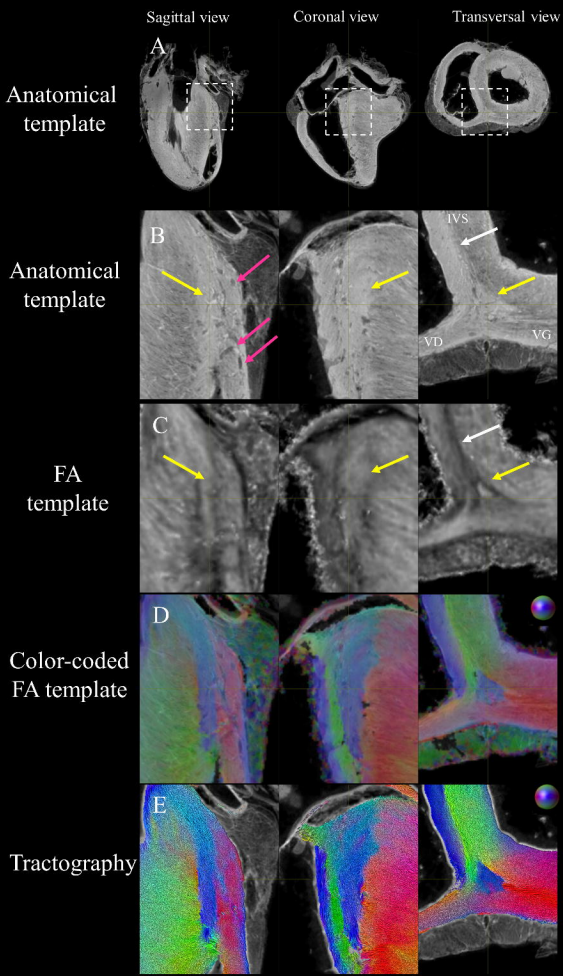 Sagittal view Coronal view Transversal view
A
Anatomical
template
B
IVS
Anatomical
template
VD VG
C
FA
template
D
Color-coded
FA template
E
Tractography